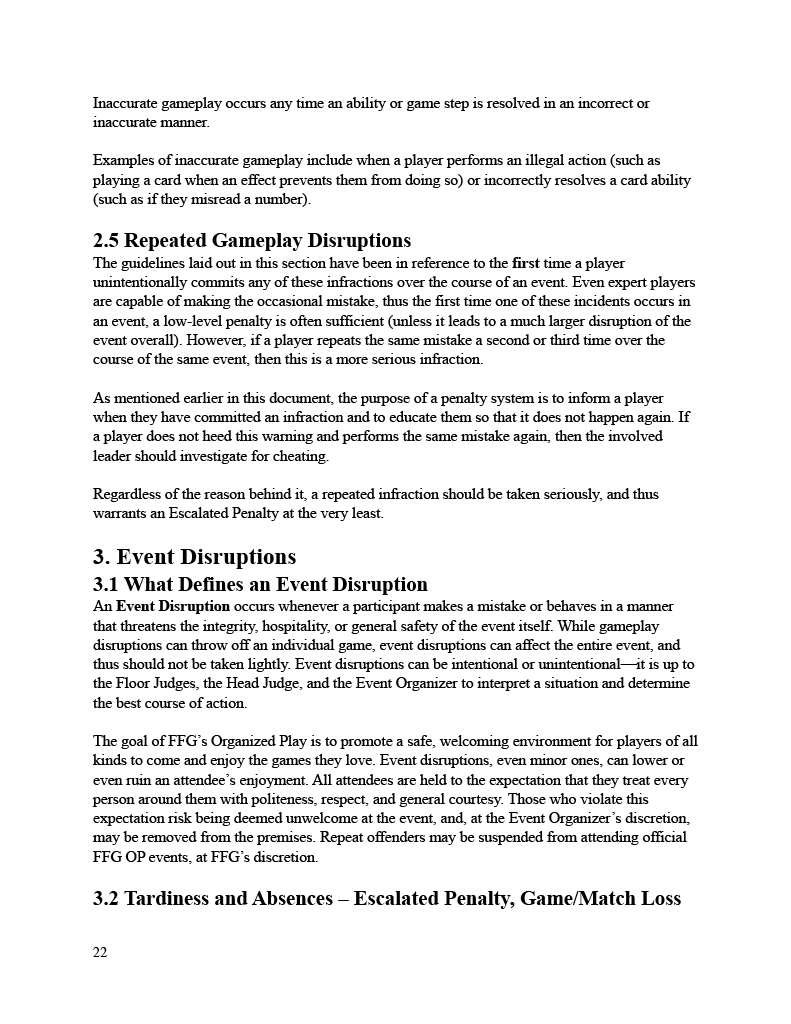 Inaccurate gameplay occurs any time an ability or game step is resolved in an incorrect or
inaccurate manner.
Examples of inaccurate gameplay include when a player performs an illegal action (such as
playing a card when an effect prevents them from doing so) or incorrectly resolves a card ability
(such as if they misread a number).
2.5 Repeated Gameplay Disruptions
The guidelines laid out in this section have been in reference to the first time a player
unintentionally commits any of these infractions over the course of an event. Even expert players
are capable of making the occasional mistake, thus the first time one of these incidents occurs in
an event, a low-level penalty is often sufficient (unless it leads to a much larger disruption of the
event overall). However, if a player repeats the same mistake a second or third time over the
course of the same event, then this is a more serious infraction.
As mentioned earlier in this document, the purpose of a penalty system is to inform a player
when they have committed an infraction and to educate them so that it does not happen again. If
a player does not heed this warning and performs the same mistake again, then the involved
leader should investigate for cheating.
Regardless of the reason behind it, a repeated infraction should be taken seriously, and thus
warrants an Escalated Penalty at the very least.
3. Event Disruptions
3.1 What Defines an Event Disruption
An Event Disruption occurs whenever a participant makes a mistake or behaves in a manner
that threatens the integrity, hospitality, or general safety of the event itself. While gameplay
disruptions can throw off an individual game, event disruptions can affect the entire event, and
thus should not be taken lightly. Event disruptions can be intentional or unintentional—it is up to
the Floor Judges, the Head Judge, and the Event Organizer to interpret a situation and determine
the best course of action.
The goal of FFG’s Organized Play is to promote a safe, welcoming environment for players of all
kinds to come and enjoy the games they love. Event disruptions, even minor ones, can lower or
even ruin an attendee’s enjoyment. All attendees are held to the expectation that they treat every
person around them with politeness, respect, and general courtesy. Those who violate this
expectation risk being deemed unwelcome at the event, and, at the Event Organizer’s discretion,
may be removed from the premises. Repeat offenders may be suspended from attending official
FFG OP events, at FFG’s discretion.
3.2 Tardiness and Absences – Escalated Penalty, Game/Match Loss
22